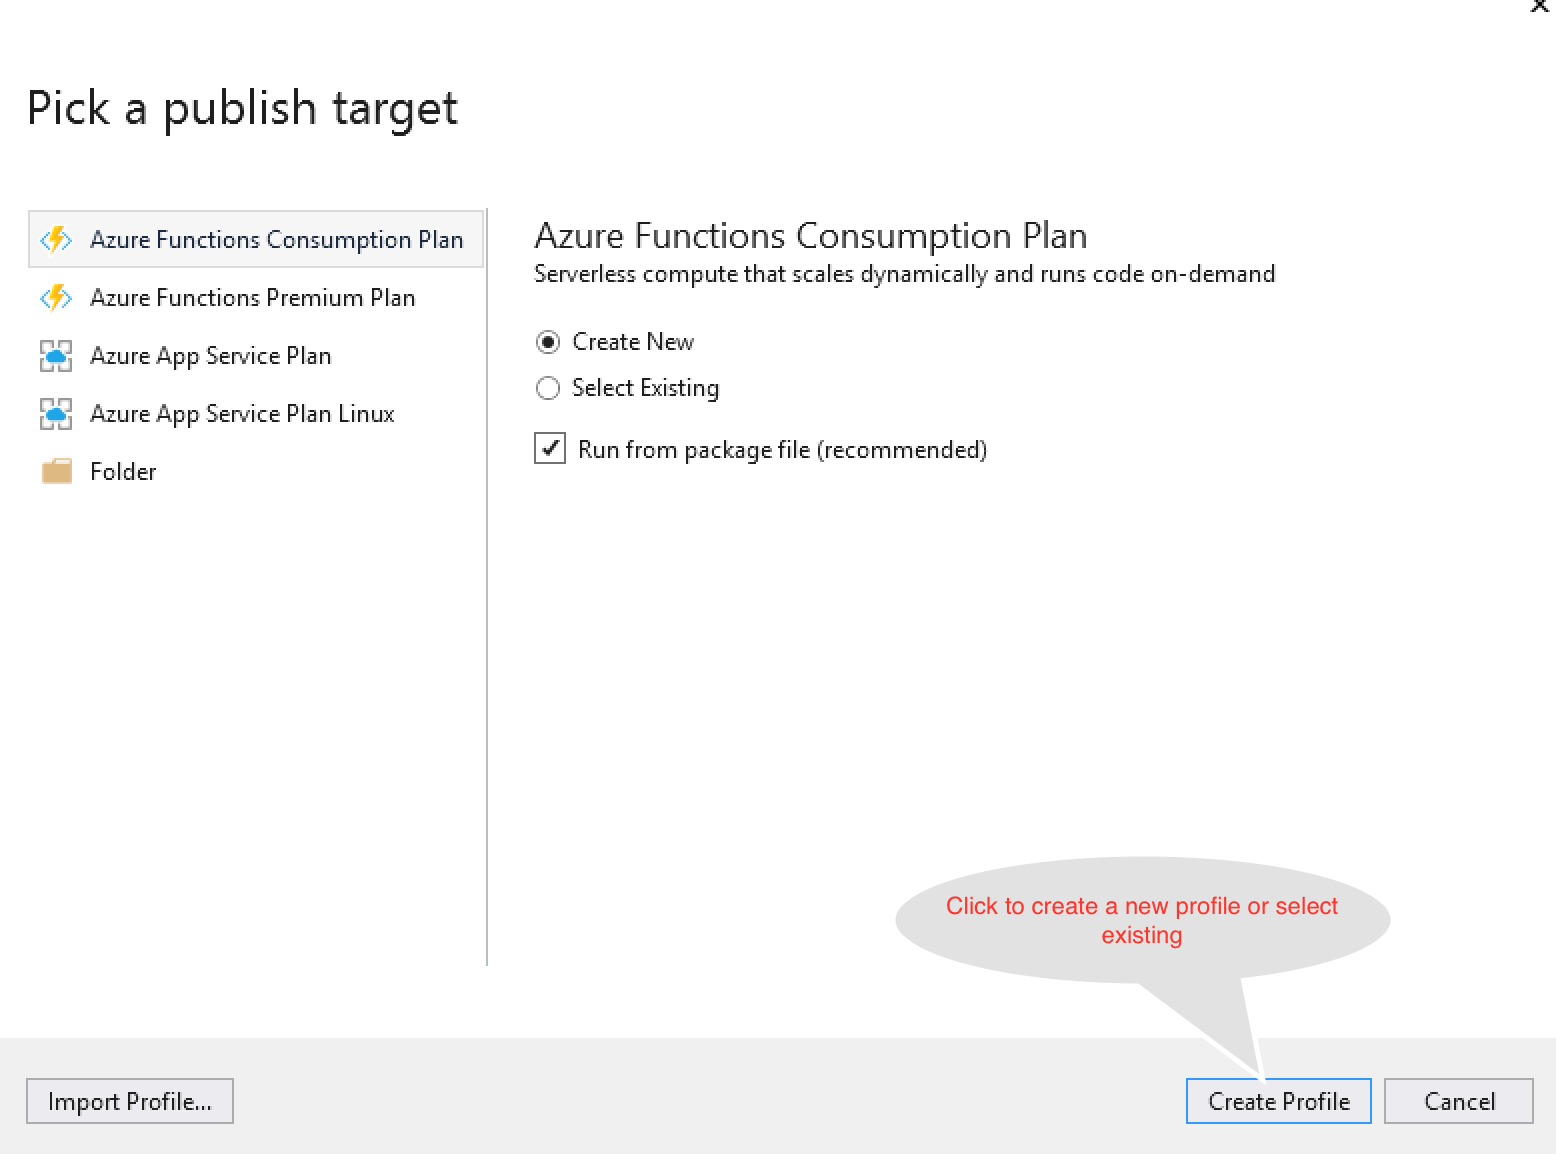 Pick a publish target
Azure Functions Consumption Plan
Azure Functions Premium Plan
Azure App Service Plan
Azure App Service Plan Linux
Folder
Azure Functions Consumption Plan
Serverless compute that scales dynamically and runs code on-demand
Create New
Select Existing
Run from package file (recommended)
Click to create a new profile or select
existing
Import Profile...
Create Profile
Cancel